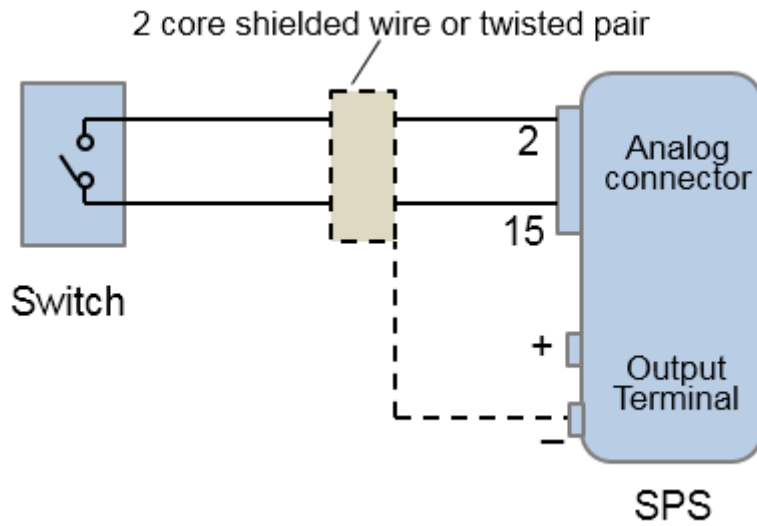 2 core shielded wire or twisted pair
2
15
Analog
connector
Switch
+
Output
Terminal
–
SPS